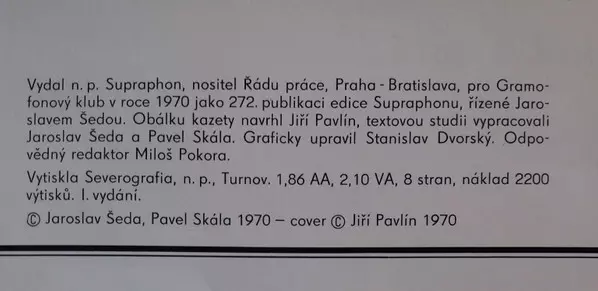 Vydal n. p. Supraphon, nositel Řádu práce, Praha - Bratislava, pro Gramo-
fonový klub v roce 1970 jako 272. publikaci edice Supraphonu, řízené Jaro-
slavem Šedou. Obálku kazety navrhl Jiří Pavlín, textovou studii vypracovali
Jaroslav Šeda a Pavel Skála. Graficky upravil Stanislav Dvorský. Odpo-
vědný redaktor Miloš Pokora.
Vytiskla Severografia, n. p., Turnov. 1,86 AA, 2,10 VA, 8 stran, náklad 2200
výtisků. I. vydání.
© Jaroslav Šeda, Pavel Skála 1970 – cover © Jiří Pavlín 1970